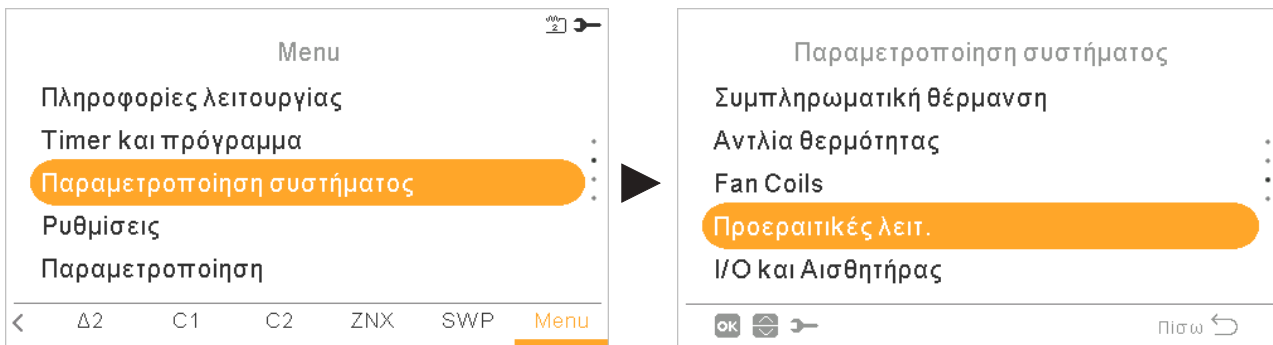 2
Menu
Πληροφορίες λειτουργίας
Timer και πρόγραμμα
Παραμετροποίηση συστήματος
Ρυθμίσεις
Παραμετροποίηση
Δ2 C1 C2 ZNX SWP Menu
Παραμετροποίηση συστήματος
Συμπληρωματική θέρμανση
Αντλία θερμότητας
Fan Coils
Προεραιτικές λειτ.
I/O και Αισθητήρας
OK Πίσω